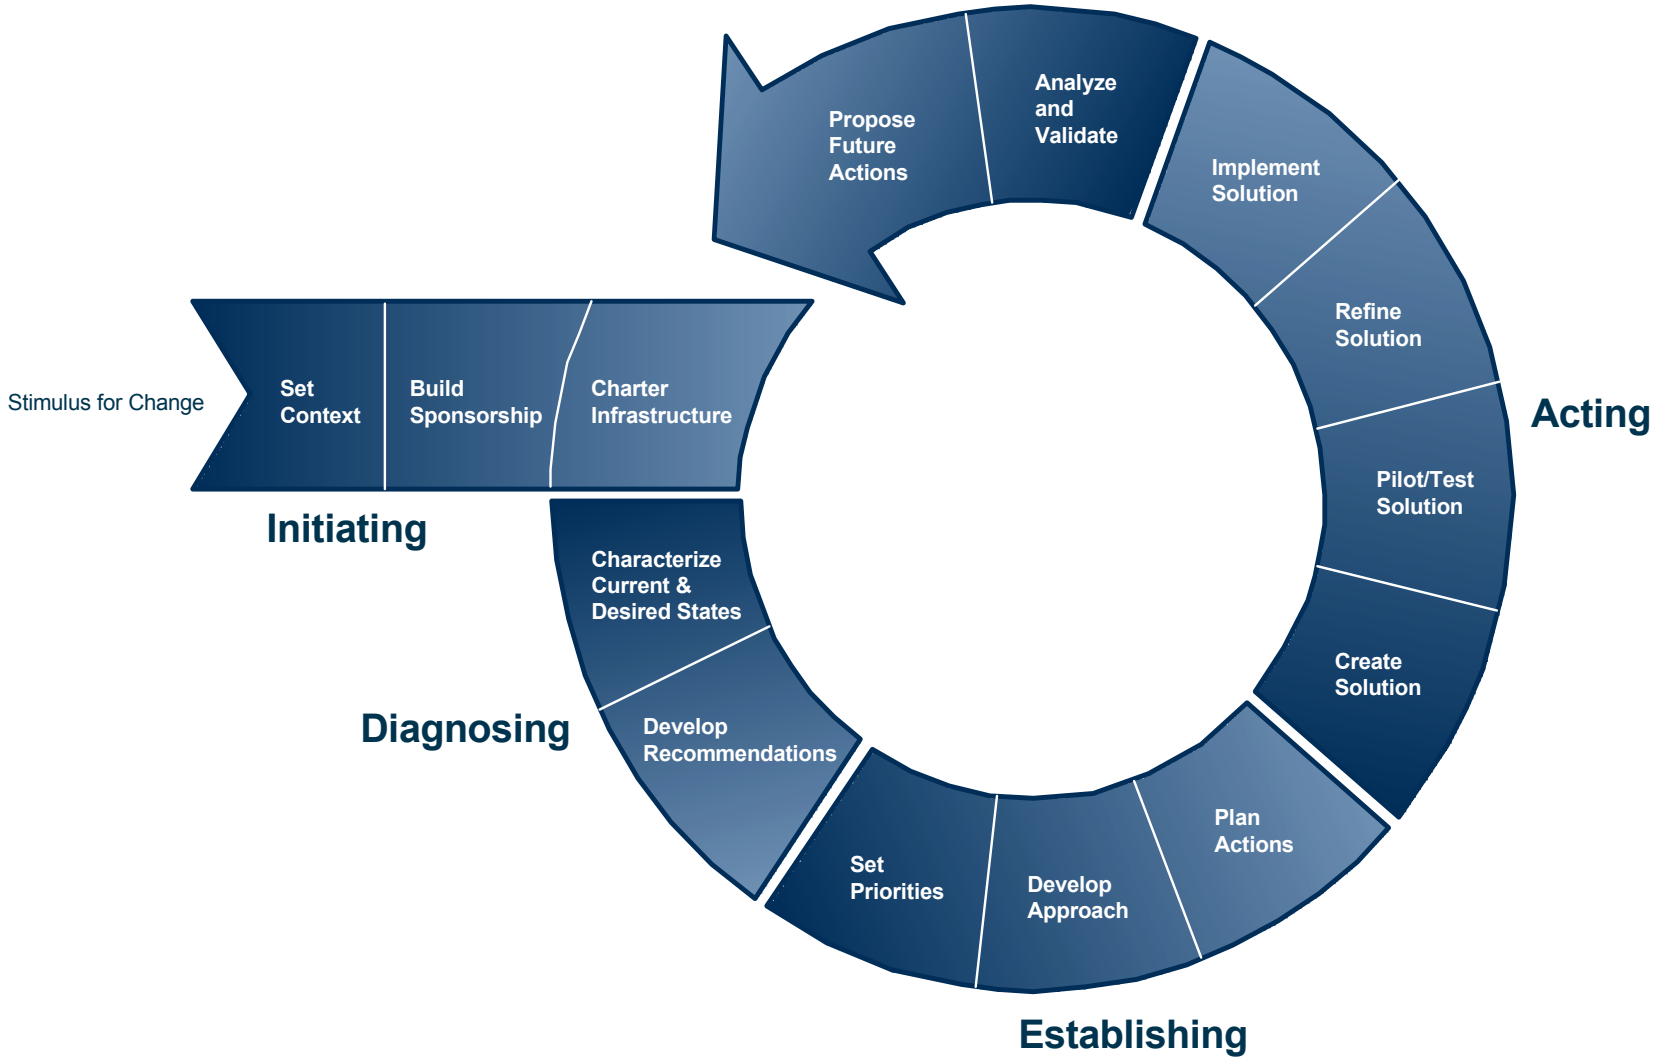 Stimulus for Change
Set
Context
Build
Sponsorship
Charter
Infrastructure
Initiating
Characterize
Current &
Desired States
Develop
Recommendations
Diagnosing
Set
Priorities
Develop
Approach
Plan
Actions
Establishing
Create
Solution
Pilot/Test
Solution
Refine
Solution
Implement
Solution
Acting
Analyze
and
Validate
Propose
Future
Actions